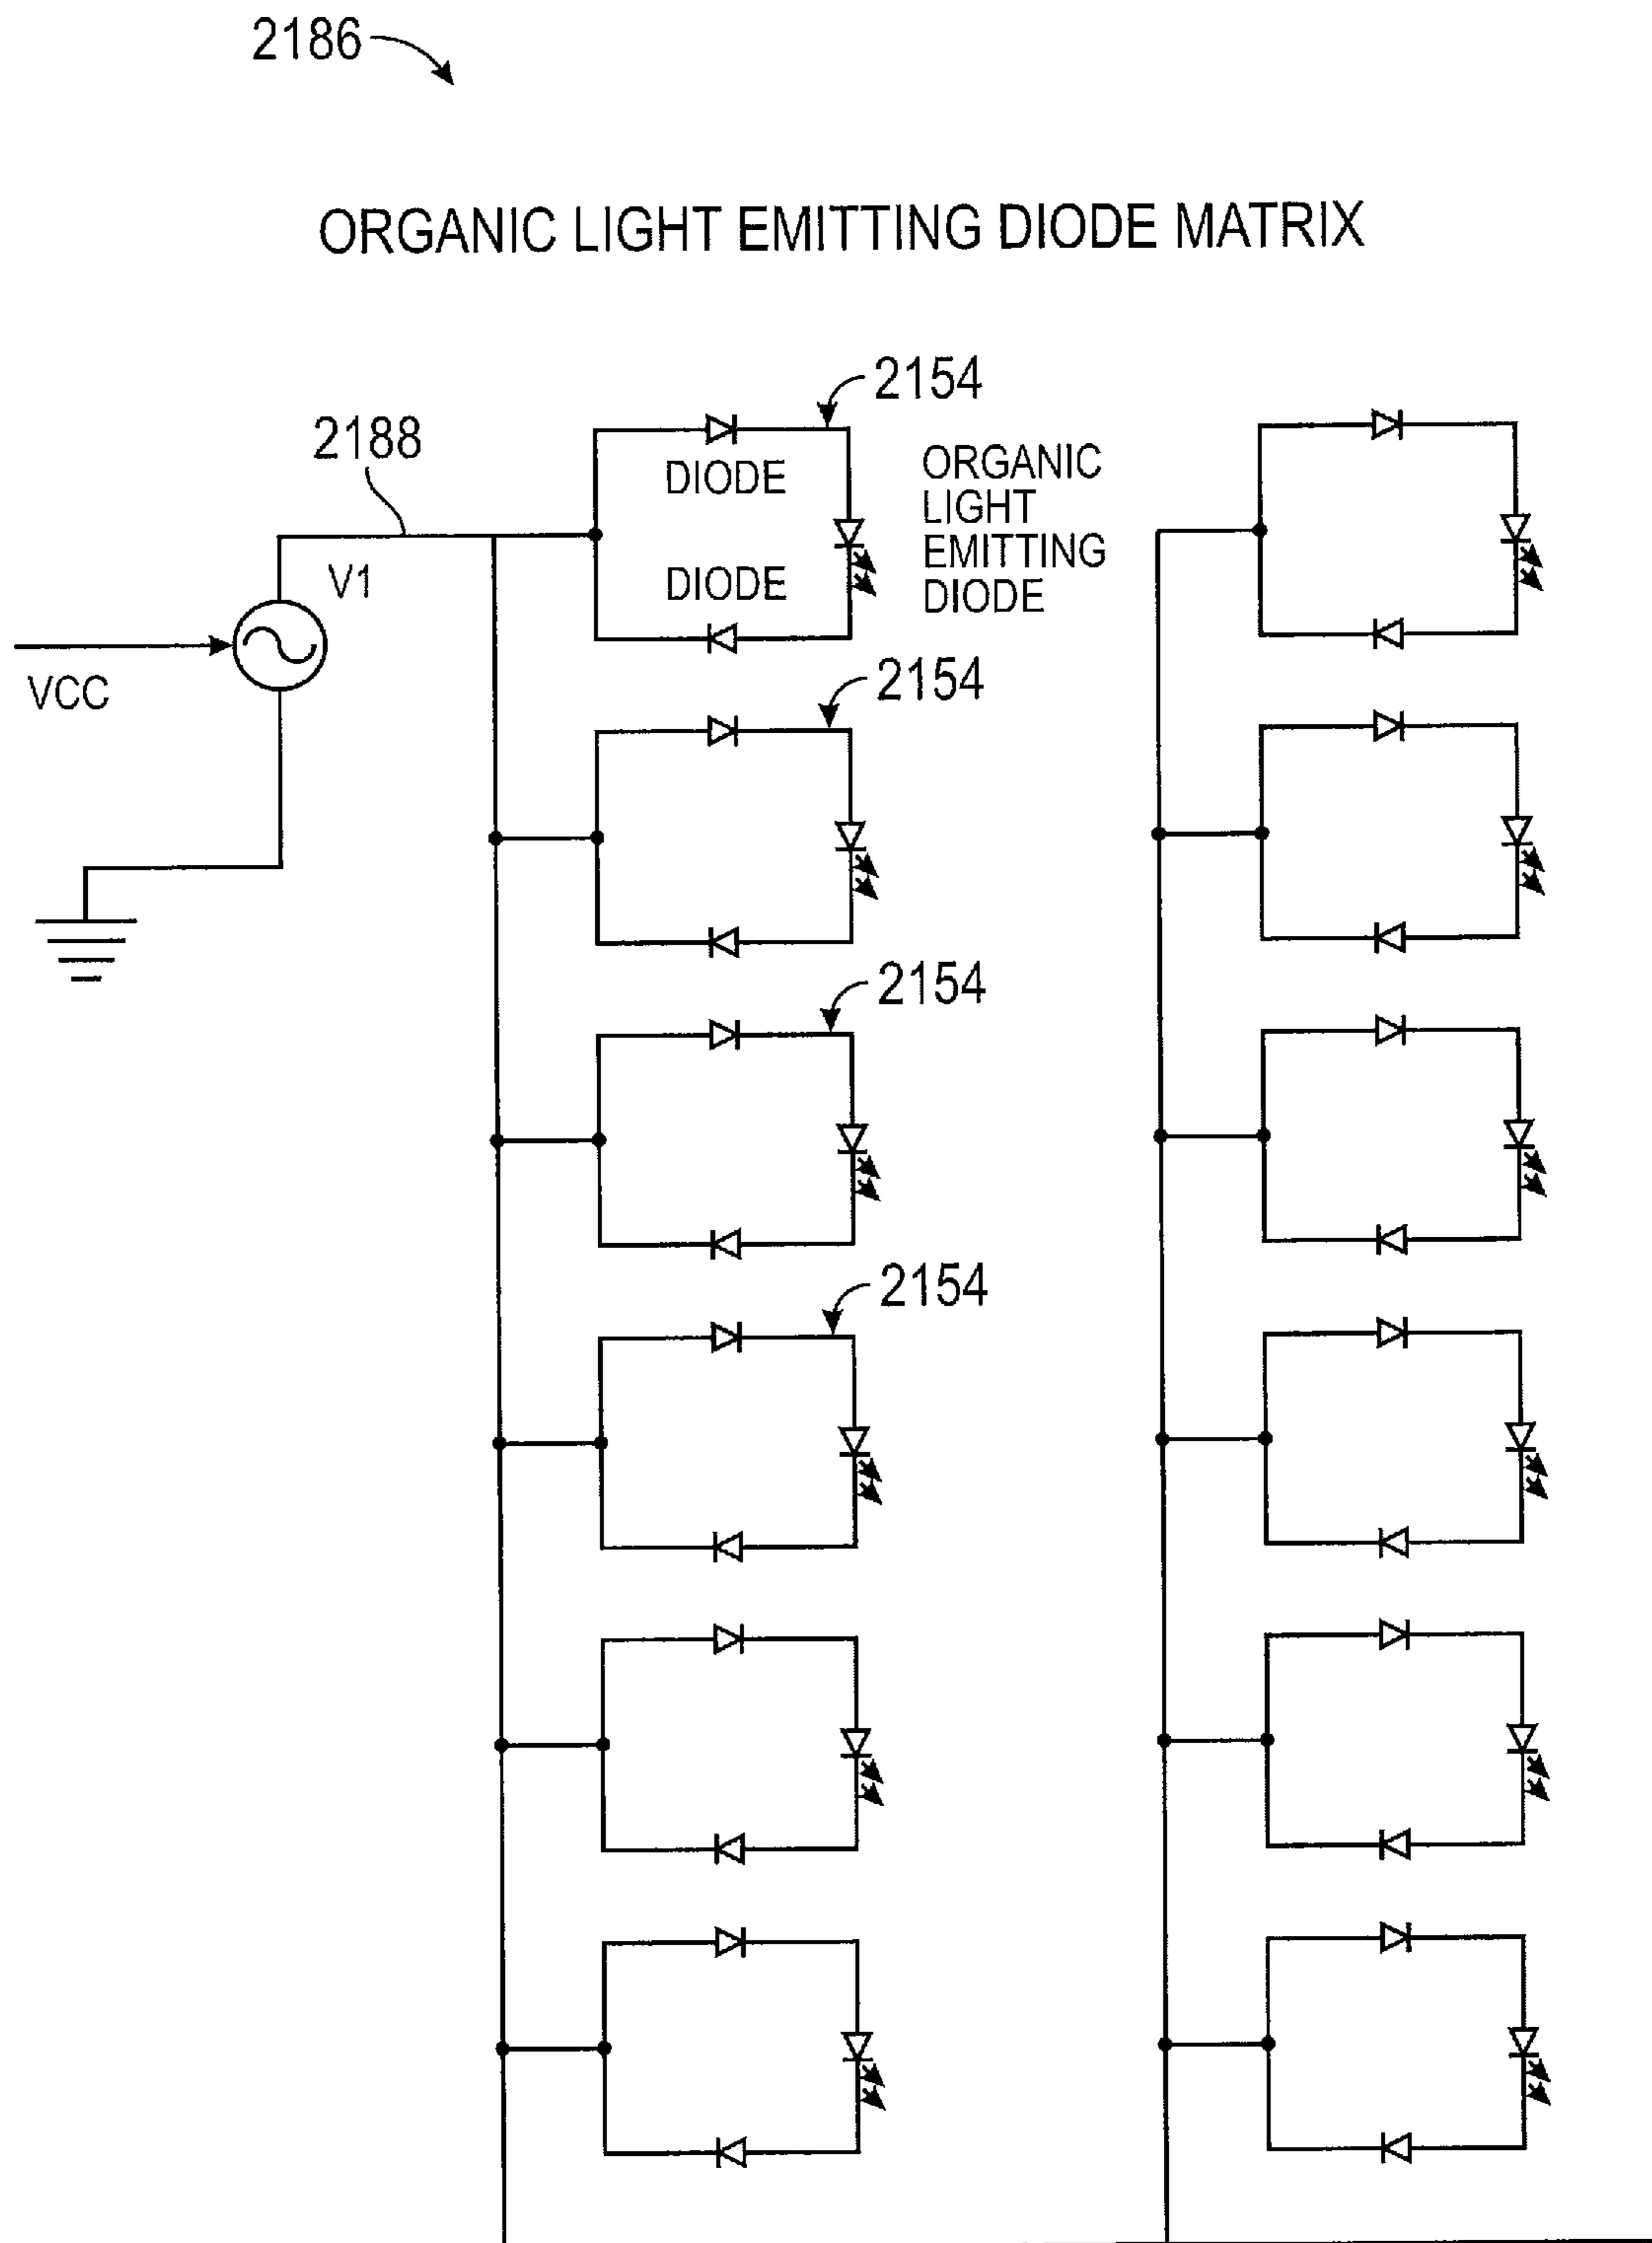 2186
ORGANIC LIGHT EMITTING DIODE MATRIX
2154
2188
DIODE
ORGANIC
LIGHT
EMITTING
DIODE
DIODE
V1
VCC
2154
2154
2154